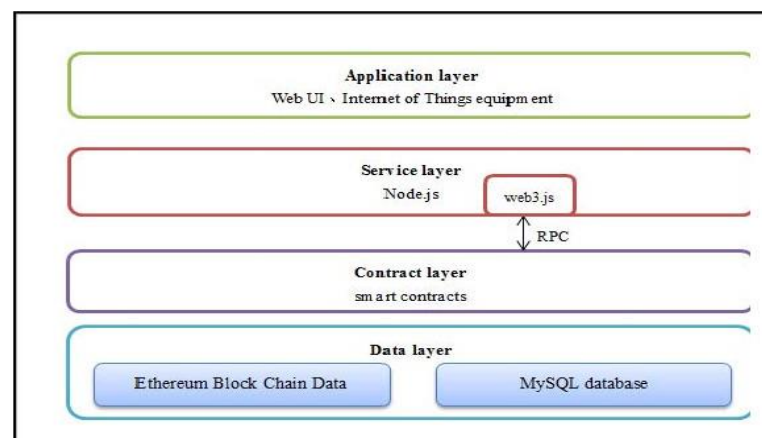 Application layer
Web UI、Internet of Things equipment
Service layer
Node.js
web3.js
RPC
Contract layer
smart contracts
Data layer
Ethereum Block Chain Data
MySQL database